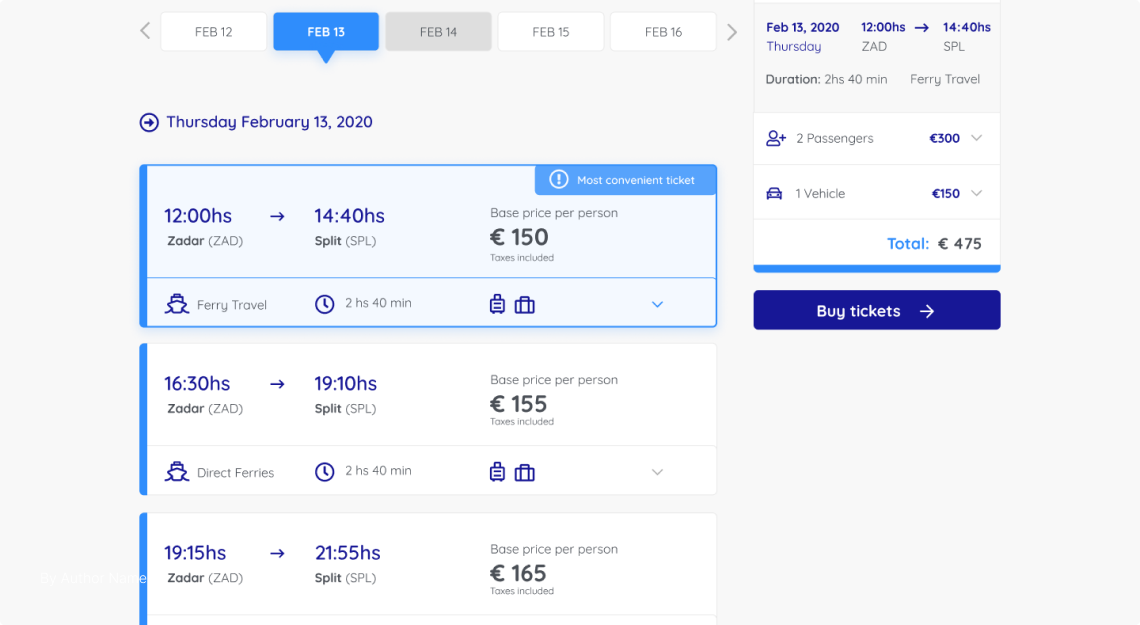 FEB 12 FEB 13 FEB 14 FEB 15 FEB 16
Thursday February 13, 2020
Most convenient ticket
12:00hs → 14:40hs
Zadar (ZAD) Split (SPL)
Base price per person
€ 150
Taxes included
Ferry Travel 2 hs 40 min
16:30hs → 19:10hs
Zadar (ZAD) Split (SPL)
Base price per person
€ 155
Taxes included
Direct Ferries 2 hs 40 min
19:15hs → 21:55hs
Zadar (ZAD) Split (SPL)
Base price per person
€ 165
Taxes included
By Author Name
Feb 13, 2020 12:00hs → 14:40hs
Thursday ZAD SPL
Duration: 2hs 40 min Ferry Travel
2 Passengers €300
1 Vehicle €150
Total: € 475
Buy tickets →